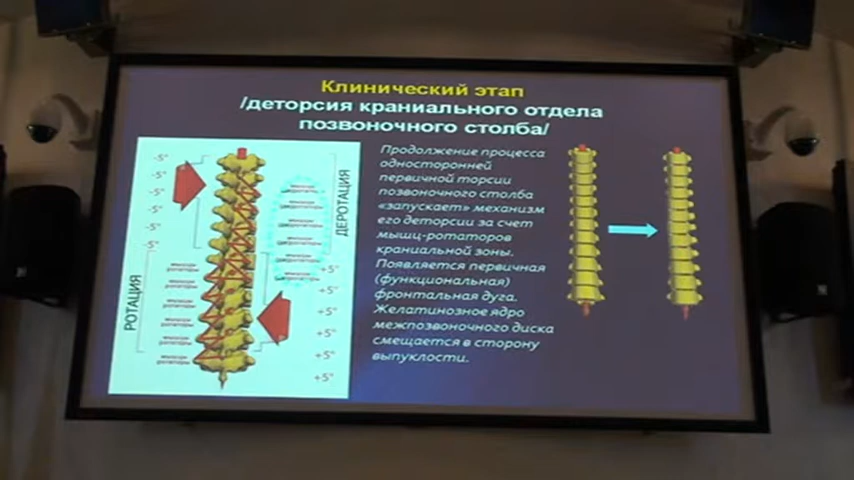 Клинический этап
/деторсия краниального отдела
позвоночного столба/
-5°
-5°
-5°
-5°
-5°
-5°
РОТАЦИЯ
ДЕРОТАЦИЯ
+5°
+5°
+5°
+5°
+5°
+5°
Продолжение процесса
односторонней
первичной торсии
позвоночного столба
«запускает» механизм
его деторсии за счет
мышц-ротаторов
краниальной зоны.
Появляется первичная
(функциональная)
фронтальная дуга.
Желатинозное ядро
межпозвоночного диска
смещается в сторону
выпуклости.